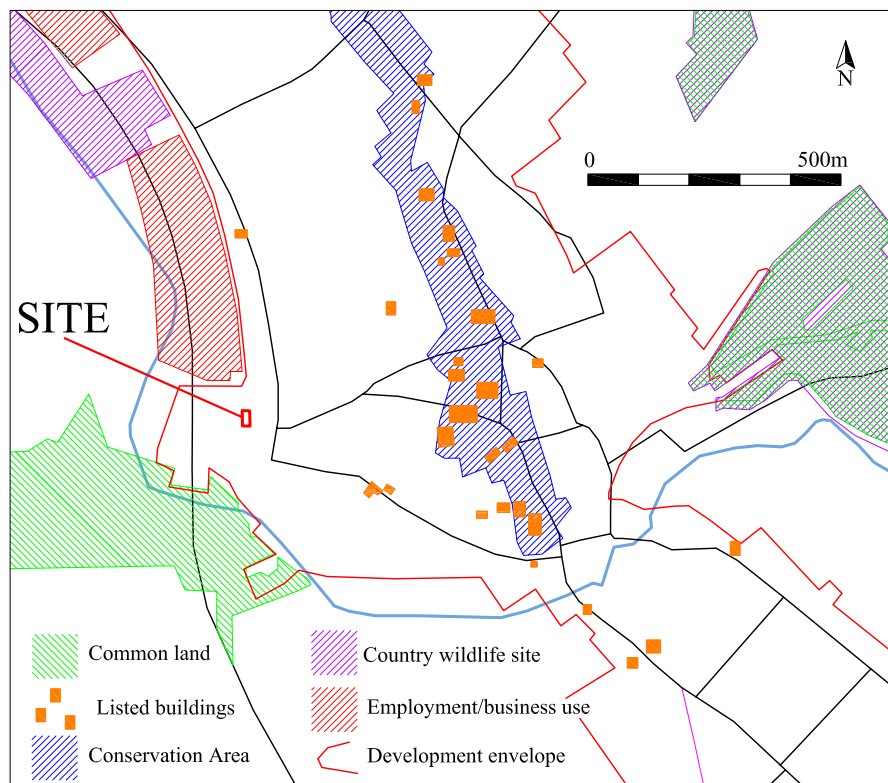 N
0 500m
SITE
Common land
Country wildlife site
Listed buildings
Employment/business use
Conservation Area
Development envelope